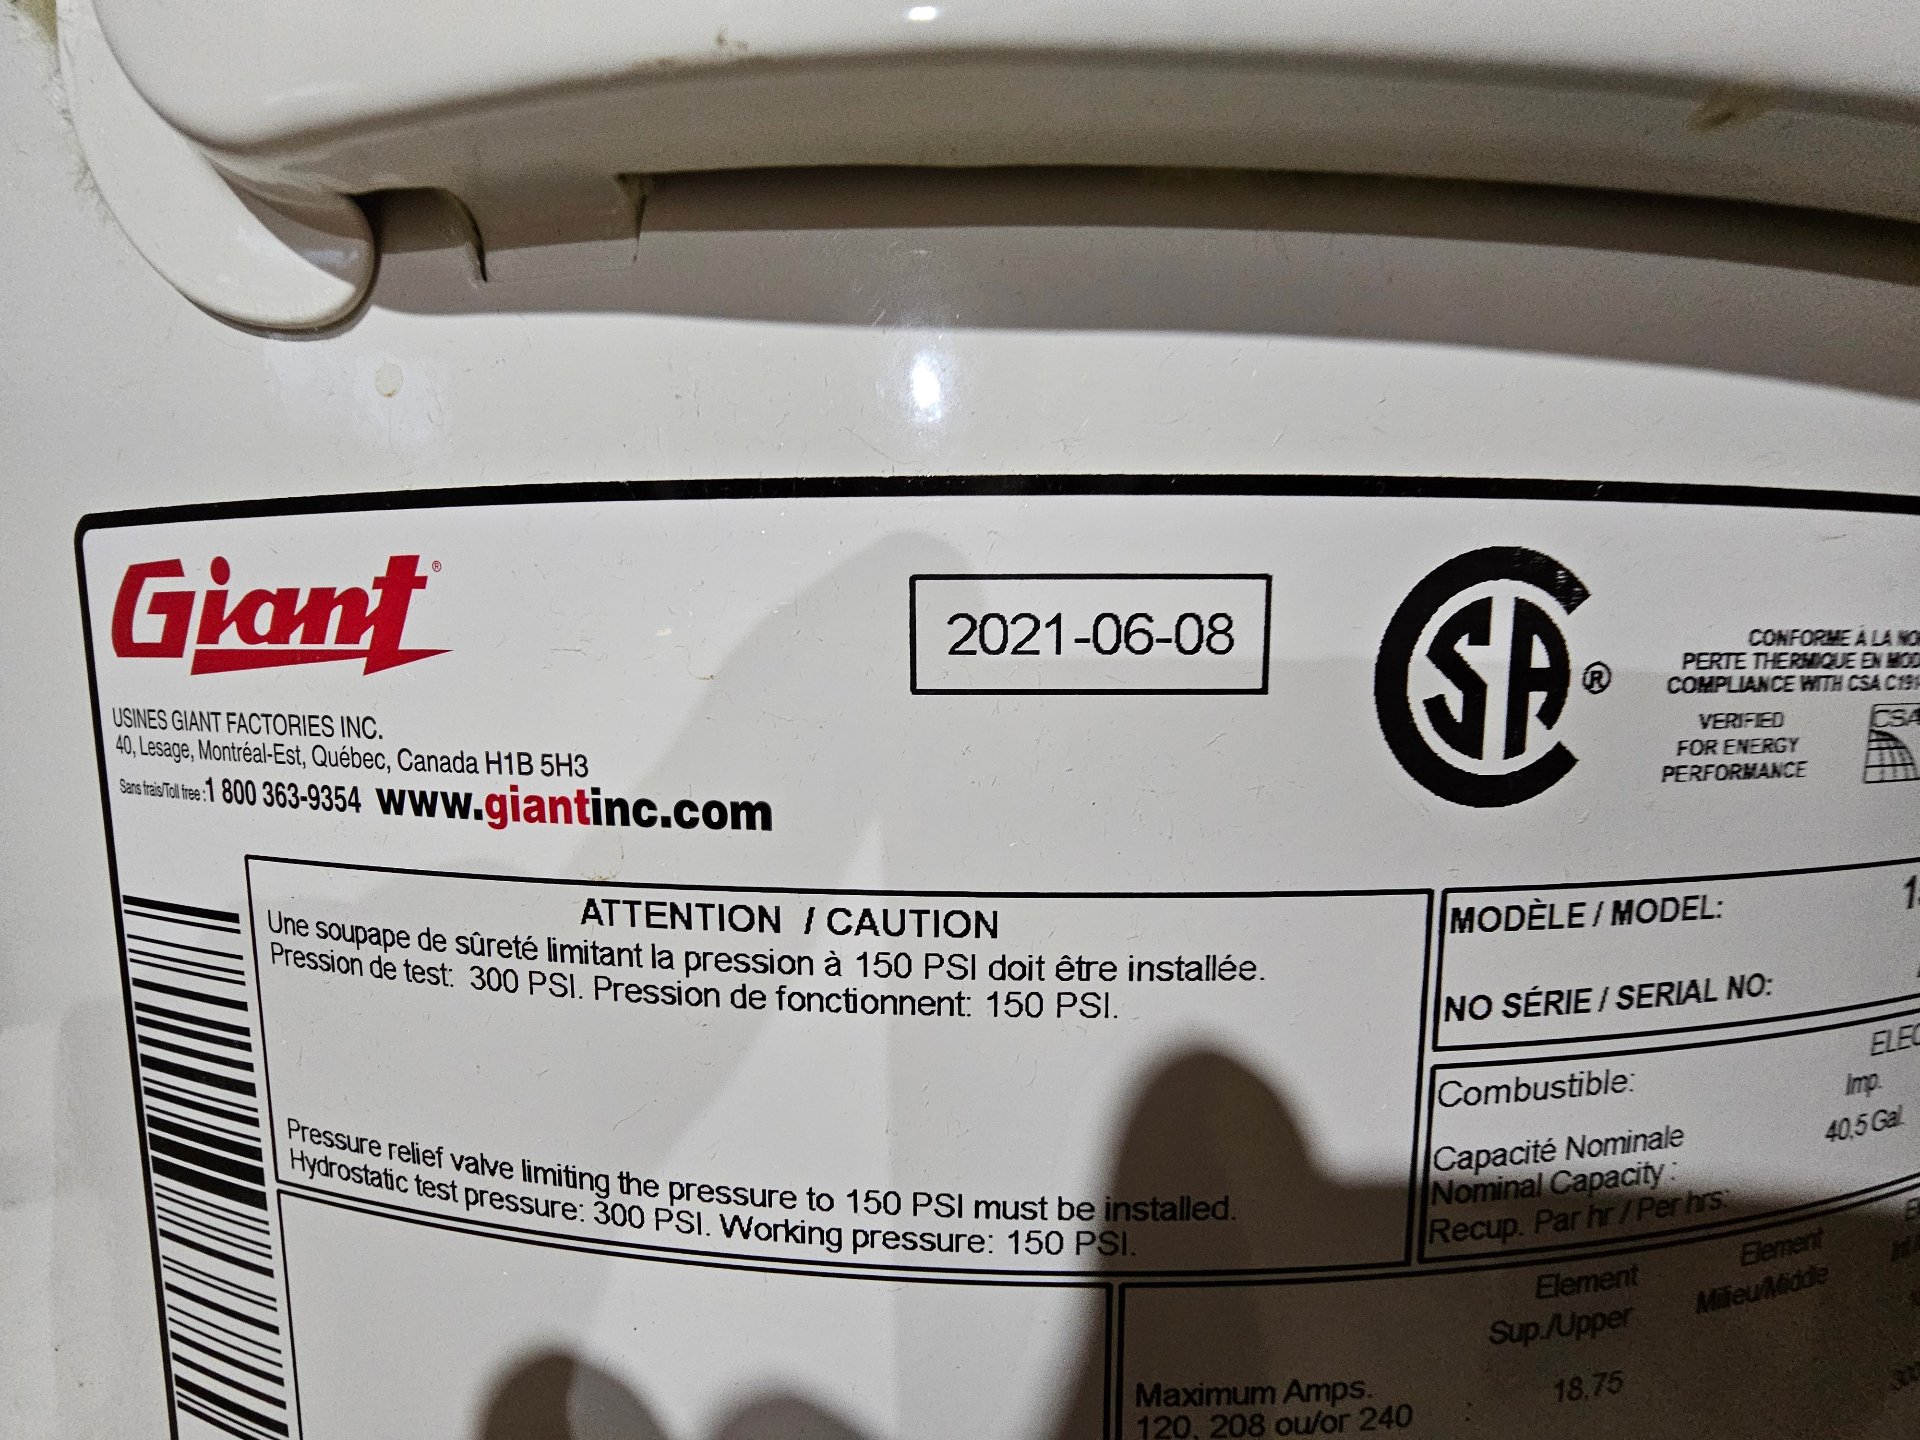 Giant®
2021-06-08
CSA®
USINES GIANT FACTORIES INC.
40, Lesage, Montréal-Est, Québec, Canada H1B 5H3
Sans frais/Toll free : 1 800 363-9354 www.giantinc.com
CONFORME À LA
PERTE THERMIQUE EN
COMPLIANCE WITH CSA
VERIFIED
FOR ENERGY
PERFORMANCE
CSA
ATTENTION / CAUTION
Une soupape de sûreté limitant la pression à 150 PSI doit être installée.
Pression de test: 300 PSI. Pression de fonctionnent: 150 PSI.
Pressure relief valve limiting the pressure to 150 PSI must be installed.
Hydrostatic test pressure: 300 PSI. Working pressure: 150 PSI.
MODÈLE / MODEL:
NO SÉRIE / SERIAL NO:
Combustible:
Imp.
Capacité Nominale 40,5 Gal.
Nominal Capacity :
Recup. Par hr / Per hrs:
Element Element
Sup./Upper Milieu/Middle
Maximum Amps. 18.75
120, 208 ou/or 240 :